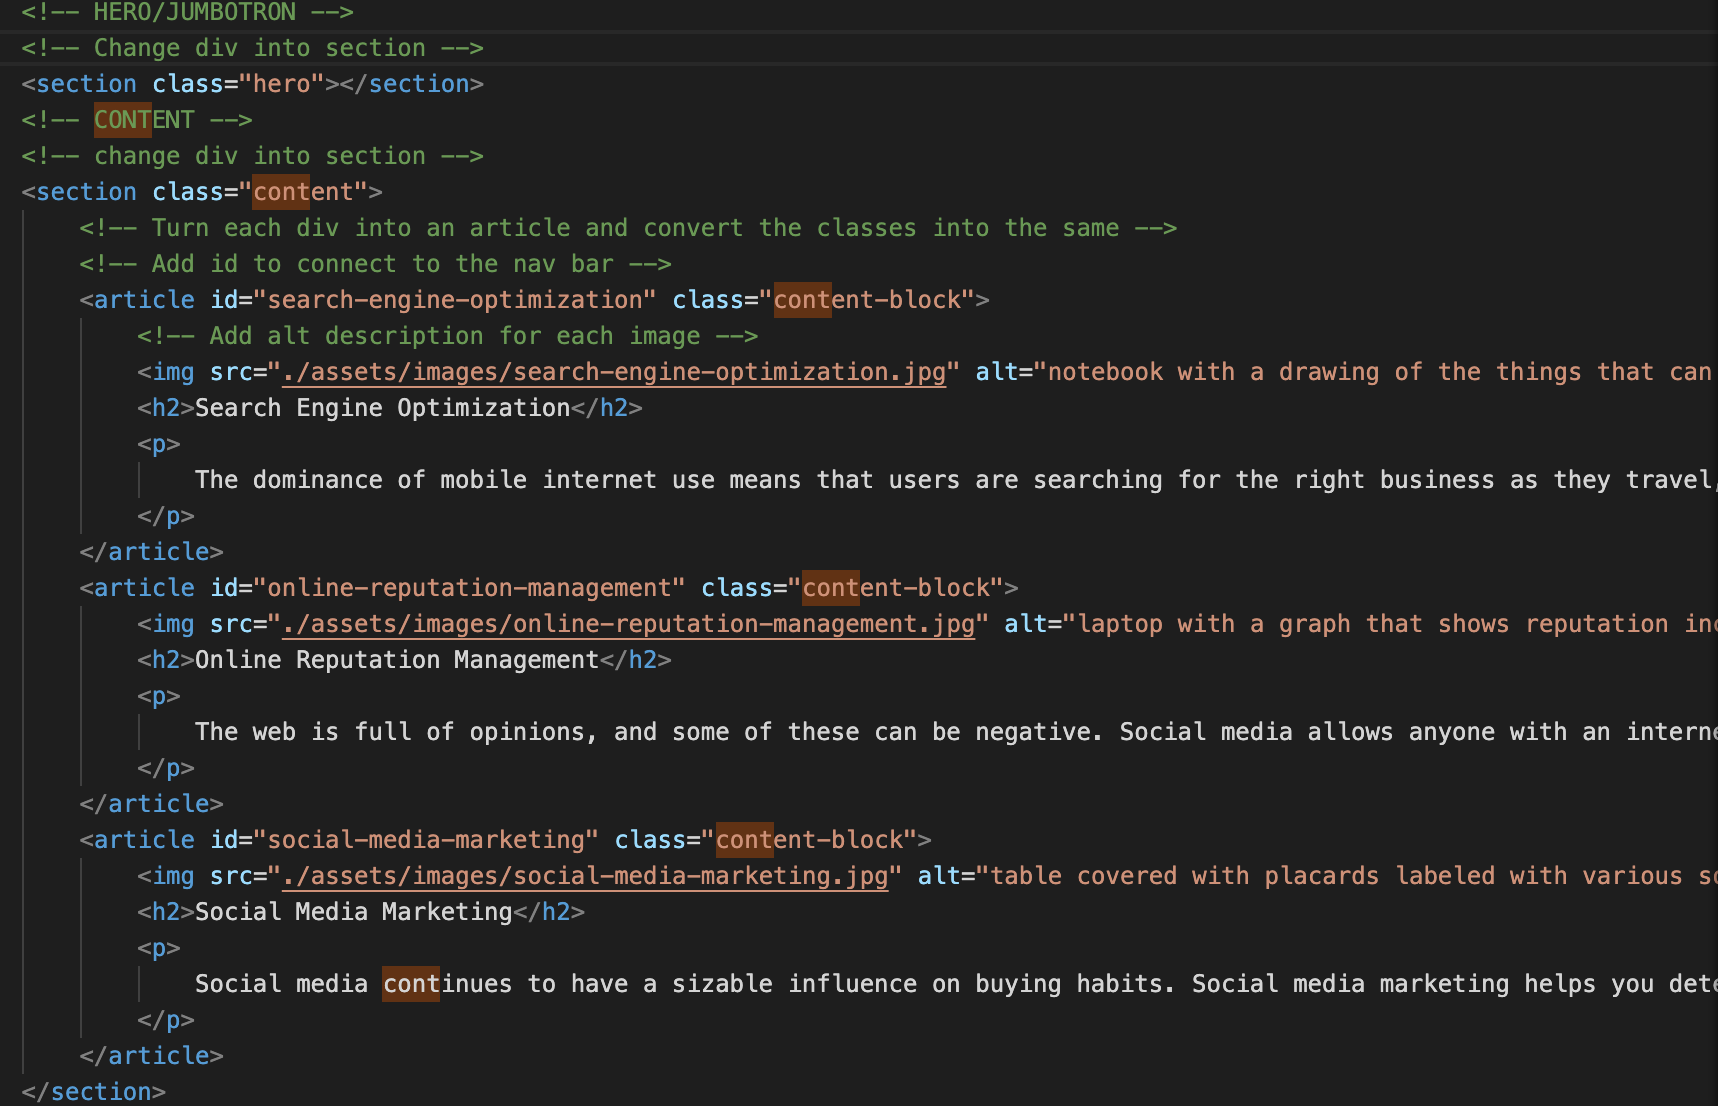 <!-- HERO/JUMBOTRON -->
<!-- Change div into section -->
<section class="hero"></section>
<!-- CONTENT -->
<!-- change div into section -->
<section class="content">
<!-- Turn each div into an article and convert the classes into the same -->
<!-- Add id to connect to the nav bar -->
<article id="search-engine-optimization" class="content-block">
<!-- Add alt description for each image -->
<img src="./assets/images/search-engine-optimization.jpg" alt="notebook with a drawing of the things that can
<h2>Search Engine Optimization</h2>
<p>
The dominance of mobile internet use means that users are searching for the right business as they travel,
</p>
</article>
<article id="online-reputation-management" class="content-block">
<img src="./assets/images/online-reputation-management.jpg" alt="laptop with a graph that shows reputation
<h2>Online Reputation Management</h2>
<p>
The web is full of opinions, and some of these can be negative. Social media allows anyone with an
</p>
</article>
<article id="social-media-marketing" class="content-block">
<img src="./assets/images/social-media-marketing.jpg" alt="table covered with placards labeled with various
<h2>Social Media Marketing</h2>
<p>
Social media continues to have a sizable influence on buying habits. Social media marketing helps you
</p>
</article>
</section>